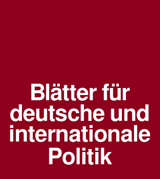 Blätter für
deutsche und
internationale
Politik